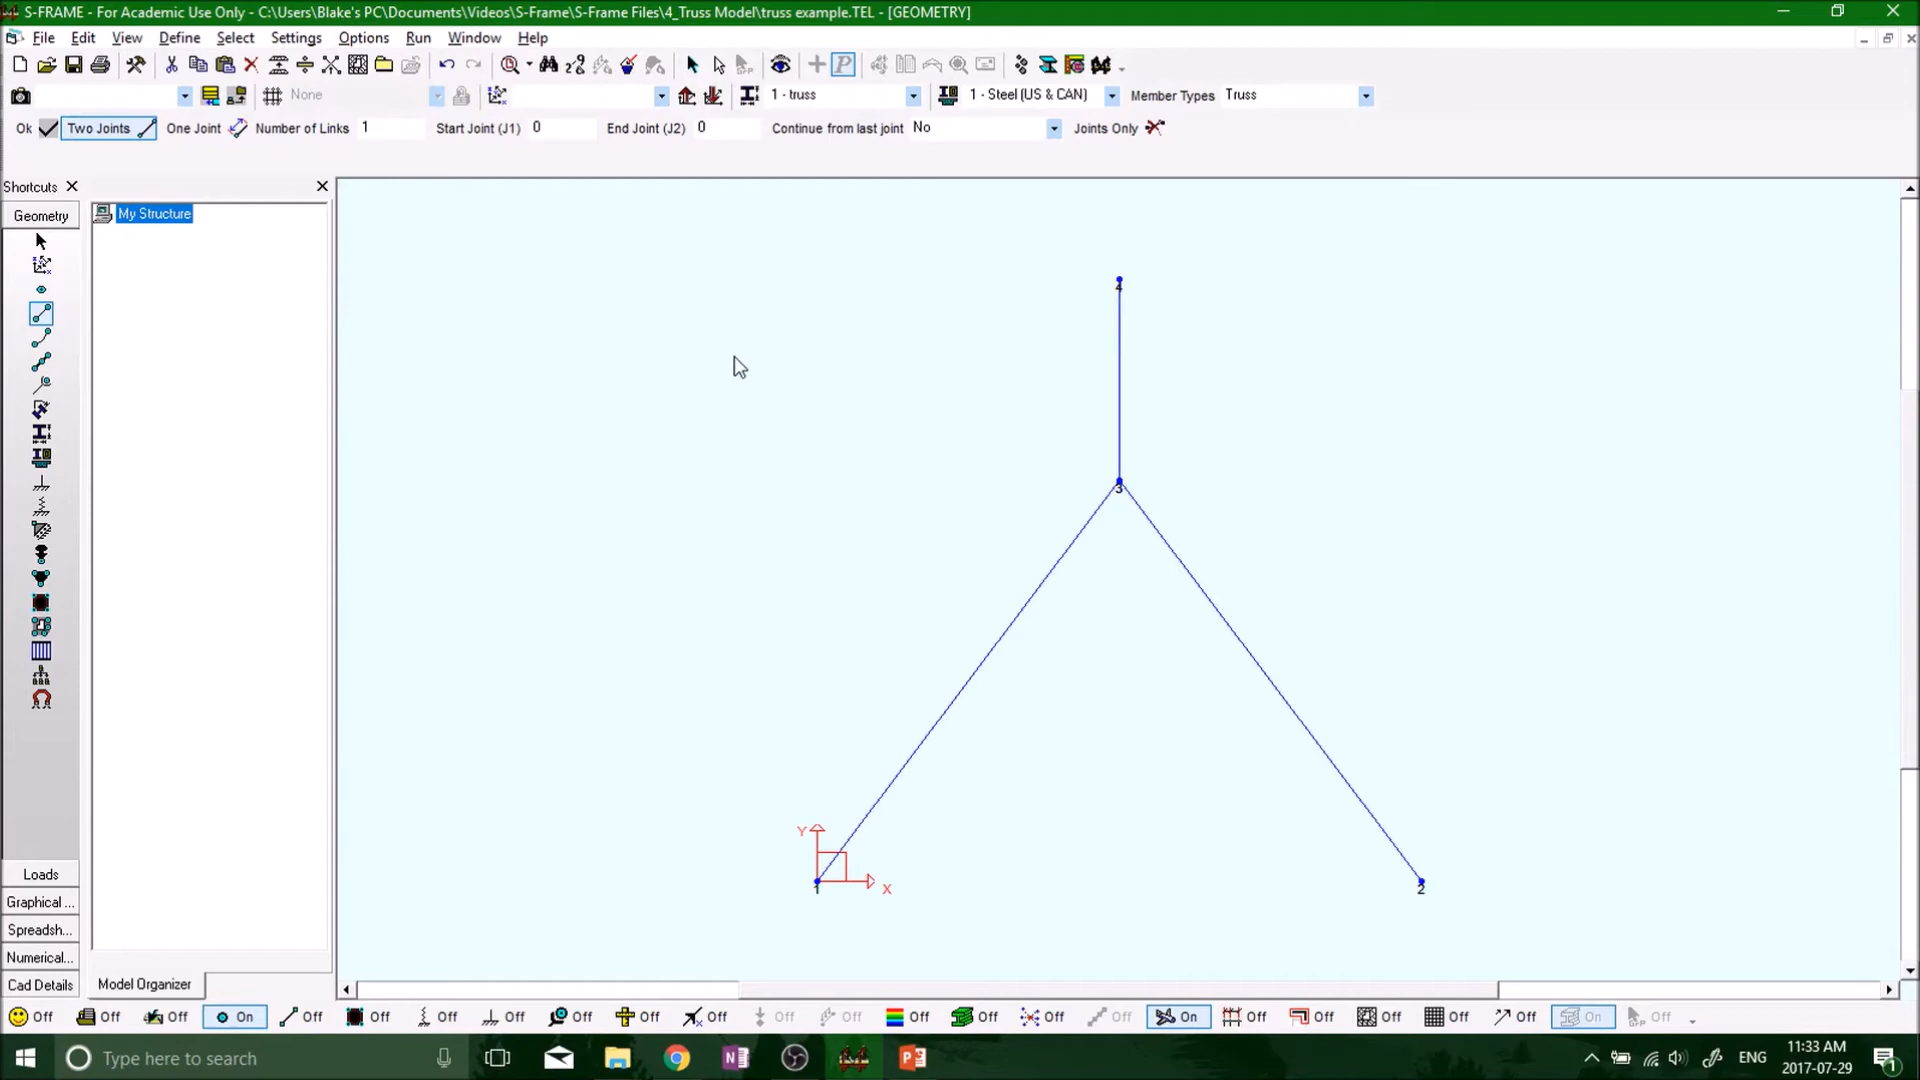 S-FRAME - For Academic Use Only - C:\Users\Blake's PC\Documents\Videos\S-Frame\S-Frame Files\4_Truss Model\truss example.TEL - [GEOMETRY]
File Edit View Define Select Settings Options Run Window Help
None 1 - truss 1 - Steel (US & CAN) Member Types Truss
Ok Two Joints One Joint Number of Links 1 Start Joint (J1) 0 End Joint (J2) 0 Continue from last joint No Joints Only
Shortcuts
Geometry
My Structure
4
3
Y
X
1
2
Loads
Graphical ...
Spreadsh...
Numerical...
Cad Details
Model Organizer
Off Off Off On Off Off Off Off Off Off Off Off Off Off Off Off Off On Off Off Off Off Off On Off
Type here to search
ENG
11:33 AM
2017-07-29
1